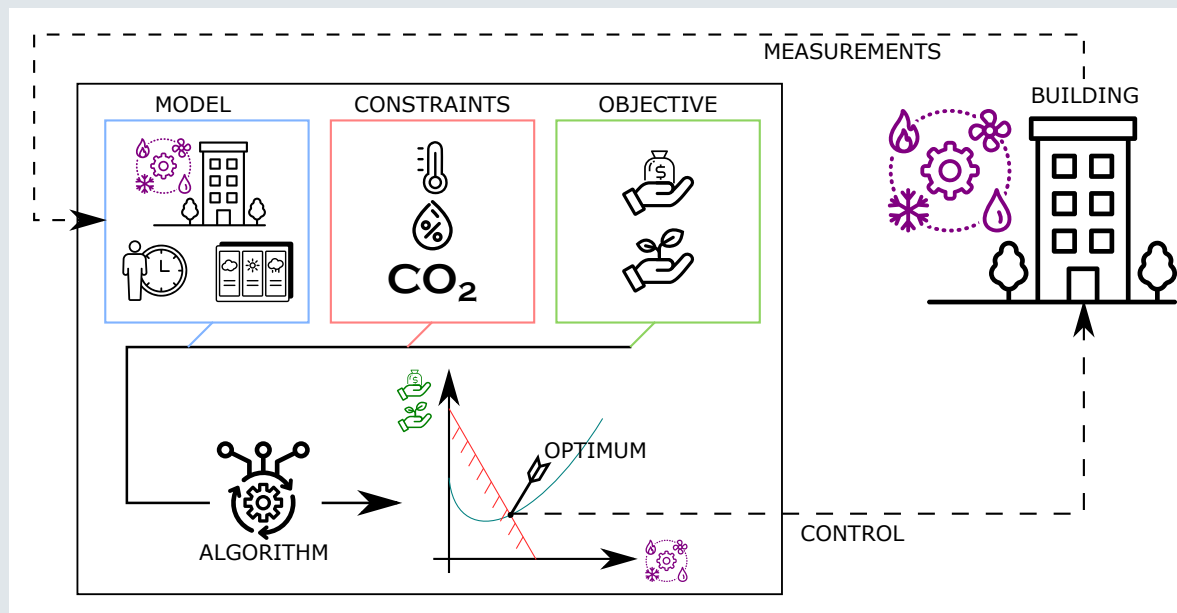 MEASUREMENTS
BUILDING
MODEL
CONSTRAINTS
OBJECTIVE
$
%
CO₂
$
OPTIMUM
CONTROL
ALGORITHM